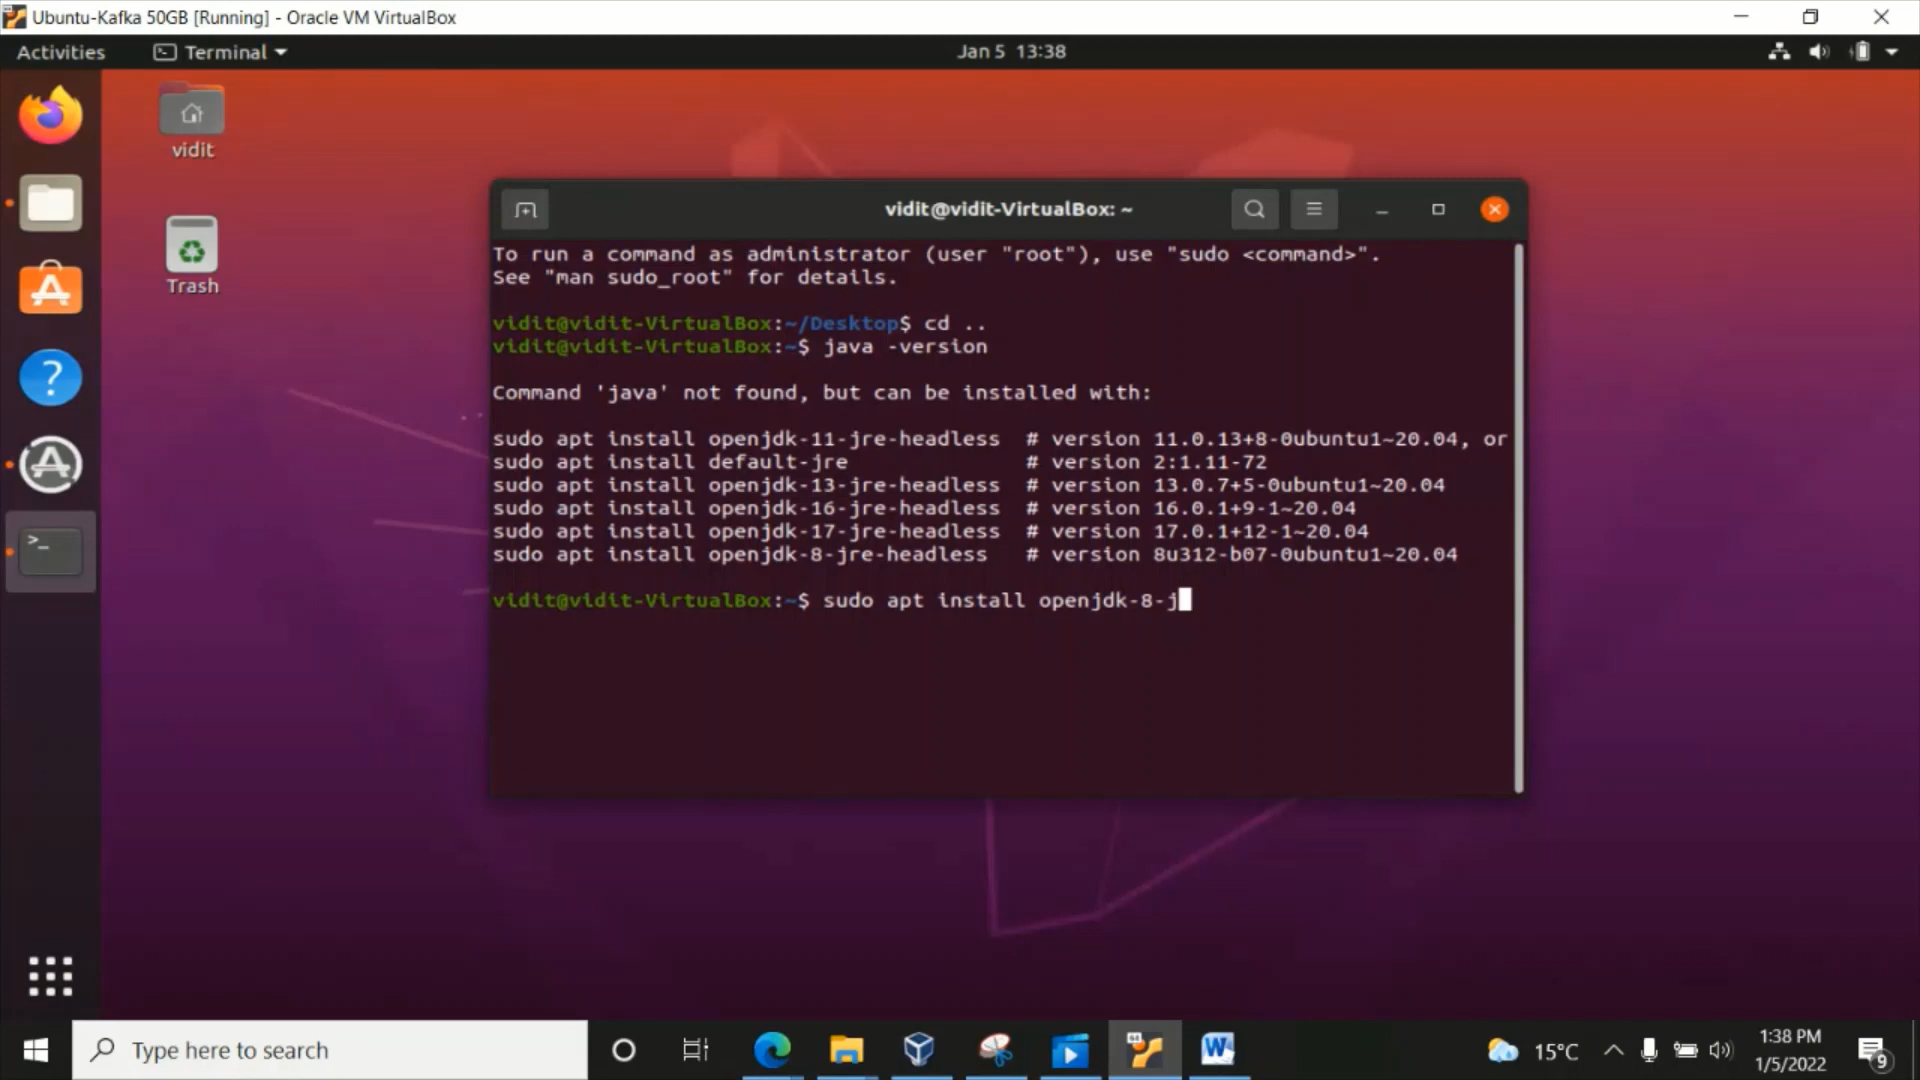 Ubuntu-Kafka 50GB [Running] - Oracle VM VirtualBox
Activities
Terminal
Jan 5 13:38
vidit
Trash
vidit@vidit-VirtualBox: ~
To run a command as administrator (user "root"), use "sudo <command>".
See "man sudo_root" for details.
vidit@vidit-VirtualBox:~/Desktop$ cd ..
vidit@vidit-VirtualBox:~$ java -version
Command 'java' not found, but can be installed with:
sudo apt install openjdk-11-jre-headless  # version 11.0.13+8-0ubuntu1~20.04, or
sudo apt install default-jre              # version 2:1.11-72
sudo apt install openjdk-13-jre-headless  # version 13.0.7+5-0ubuntu1~20.04
sudo apt install openjdk-16-jre-headless  # version 16.0.1+9-1~20.04
sudo apt install openjdk-17-jre-headless  # version 17.0.1+12-1~20.04
sudo apt install openjdk-8-jre-headless   # version 8u312-b07-0ubuntu1~20.04
vidit@vidit-VirtualBox:~$ sudo apt install openjdk-8-j
Type here to search
15°C
1:38 PM
1/5/2022
9